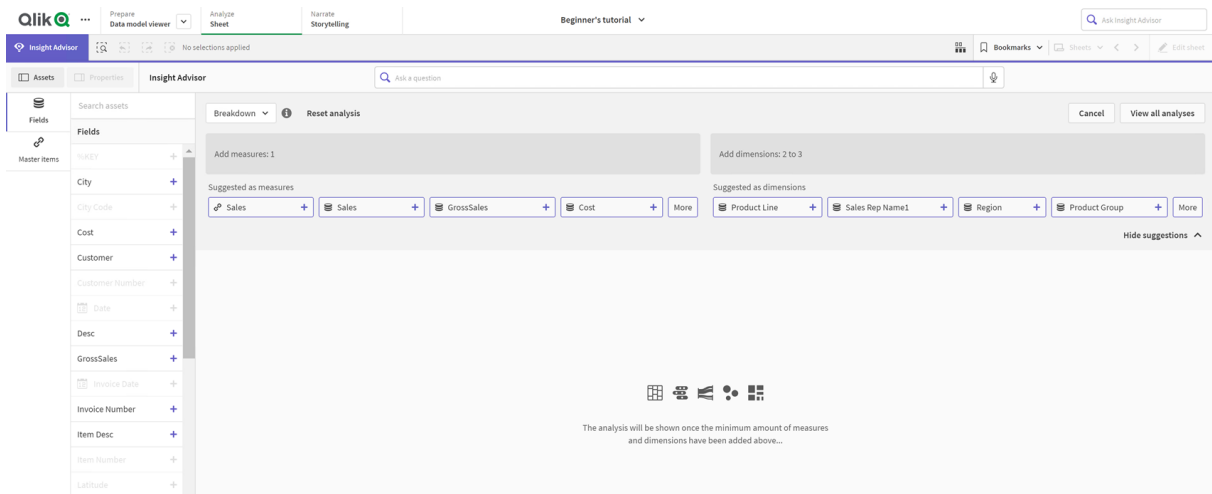 Qlik
Prepare
Data model viewer
Analyze
Sheet
Narrate
Storytelling
Beginner's tutorial
Ask Insight Advisor
Insight Advisor
No selections applied
Bookmarks
Sheets
Edit sheet
Assets
Properties
Insight Advisor
Ask a question
Fields
Master items
Search assets
Fields
%KEY
City
City Code
Cost
Customer
Customer Number
Date
Desc
GrossSales
Invoice Date
Invoice Number
Item Desc
Item Number
Latitude
Breakdown
Reset analysis
Cancel
View all analyses
Add measures: 1
Add dimensions: 2 to 3
Suggested as measures
Sales
Sales
GrossSales
Cost
More
Suggested as dimensions
Product Line
Sales Rep Name1
Region
Product Group
More
Hide suggestions
The analysis will be shown once the minimum amount of measures
and dimensions have been added above...